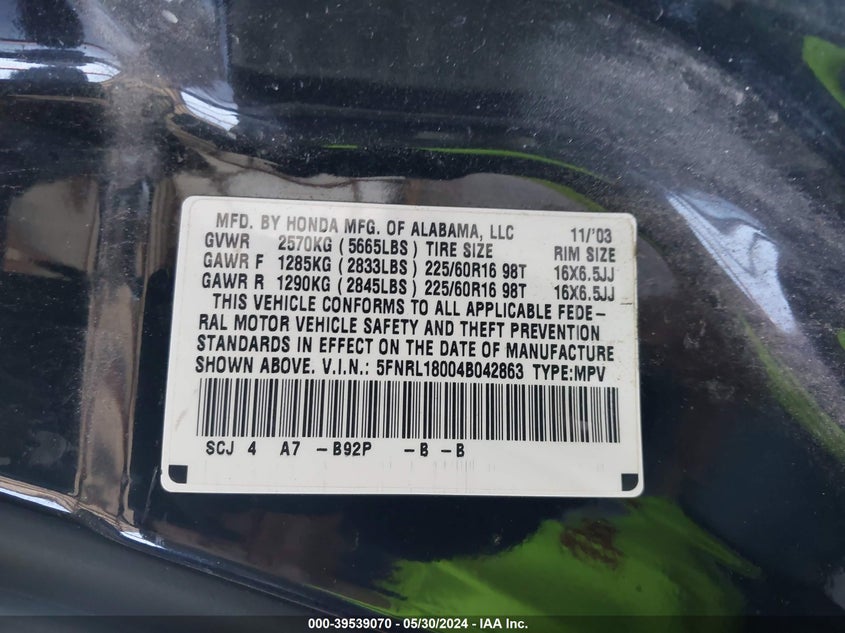 MFD. BY HONDA MFG. OF ALABAMA, LLC 11/'03
GVWR 2570KG (5665LBS) TIRE SIZE RIM SIZE
GAWR F 1285KG (2833LBS) 225/60R16 98T 16X6.5JJ
GAWR R 1290KG (2845LBS) 225/60R16 98T 16X6.5JJ
THIS VEHICLE CONFORMS TO ALL APPLICABLE FEDE-
RAL MOTOR VEHICLE SAFETY AND THEFT PREVENTION
STANDARDS IN EFFECT ON THE DATE OF MANUFACTURE
SHOWN ABOVE. V.I.N.: 5FNRL18004B042863 TYPE:MPV
SCJ 4 A7 -B92P -B -B
000-39539070 - 05/30/2024 - IAA Inc.